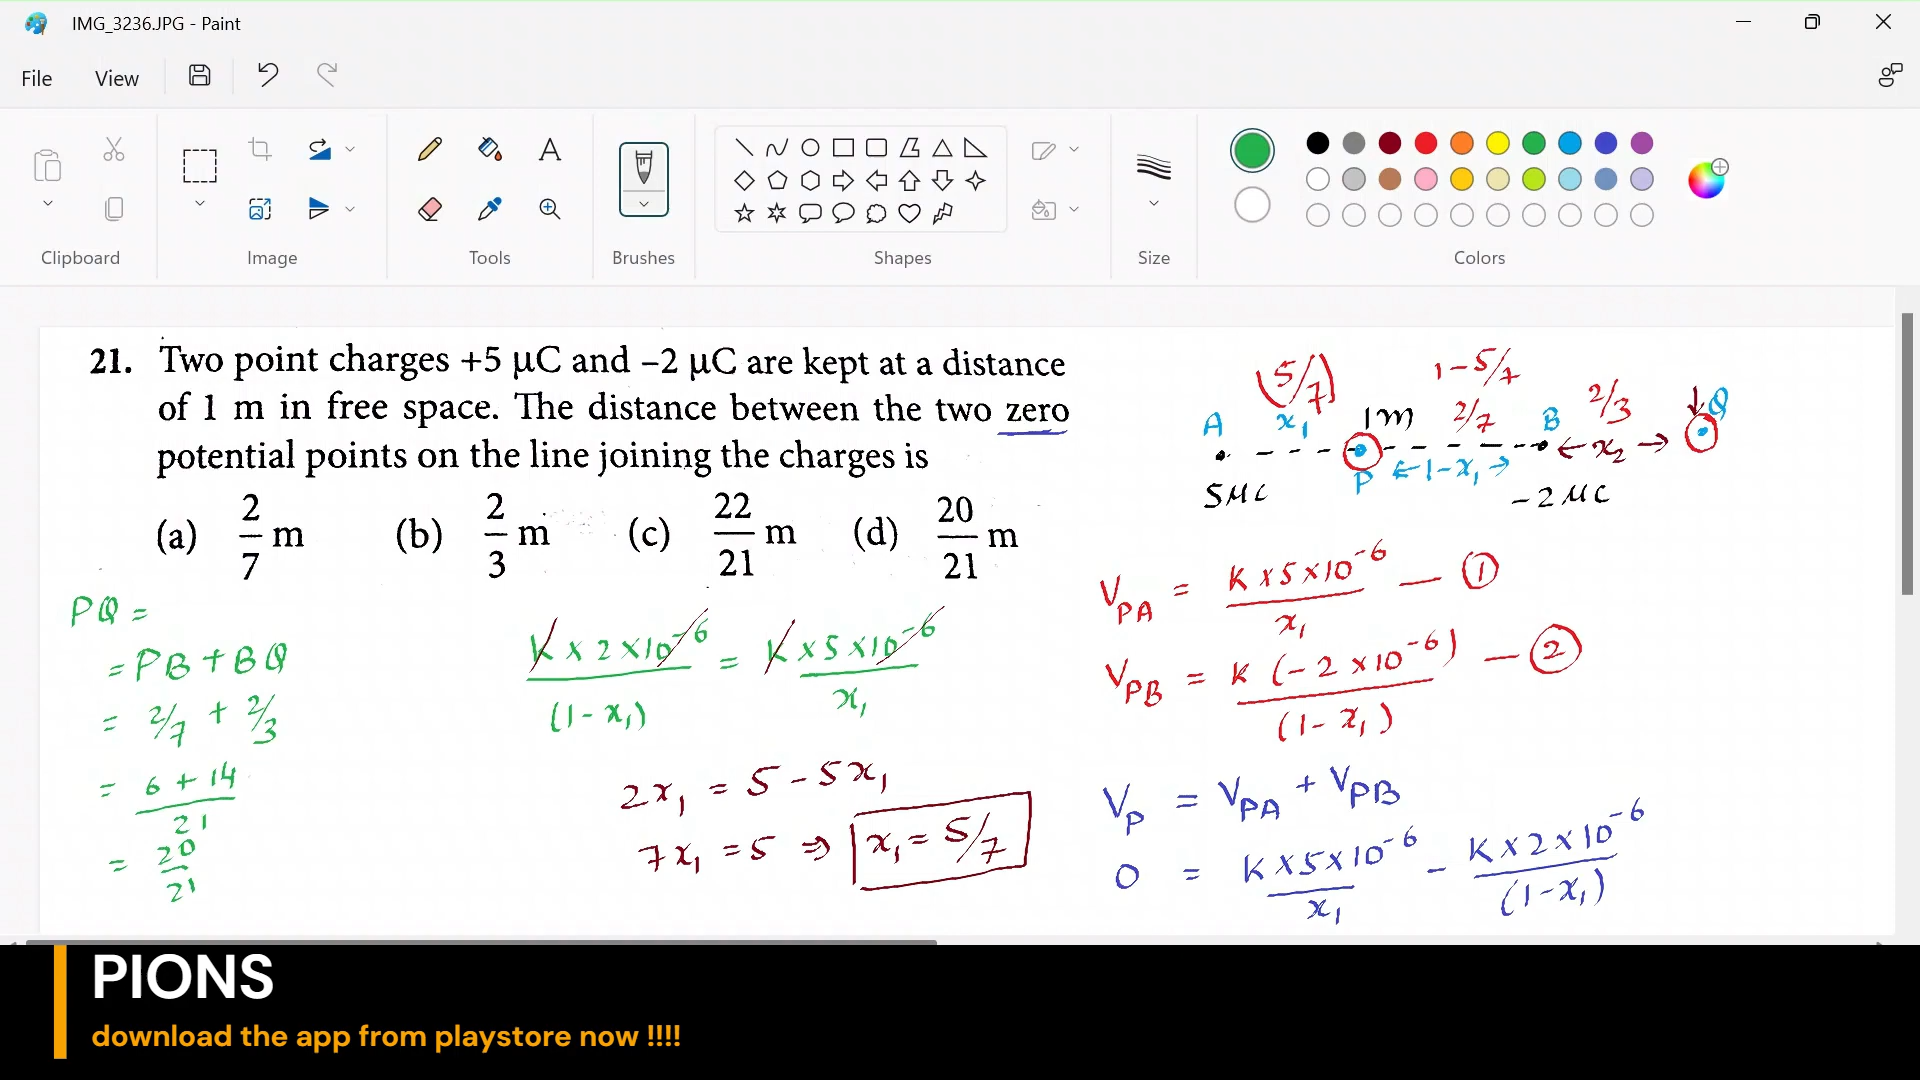 IMG_3236.JPG - Paint
File View
Clipboard Image Tools Brushes Shapes Size Colors
21. Two point charges +5 μC and –2 μC are kept at a distance
of 1 m in free space. The distance between the two zero
potential points on the line joining the charges is
(a) 2/7 m (b) 2/3 m (c) 22/21 m (d) 20/21 m
(5/7) 1-5/7
A x₁ 1m 2/7 B 2/3 Q
P 1-x₁ x₂
5μC -2μC
V_PA = K×5×10⁻⁶/x₁ — ①
V_PB = K(-2×10⁻⁶)/(1-x₁) — ②
V_P = V_PA + V_PB
0 = K×5×10⁻⁶/x₁ - K×2×10⁻⁶/(1-x₁)
K×2×10⁻⁶/(1-x₁) = K×5×10⁻⁶/x₁
2x₁ = 5-5x₁
7x₁ = 5 ⇒ x₁ = 5/7
PQ =
= PB + BQ
= 2/7 + 2/3
= 6+14/21
= 20/21
PIONS
download the app from playstore now !!!!